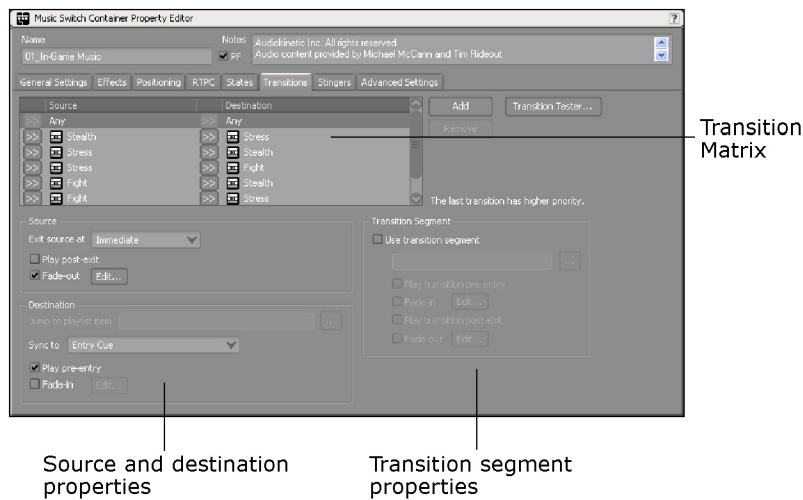 Music Switch Container Property Editor
?
Name
Notes
01_In-Game Music
PF
Audiokinetic Inc. All rights reserved.
Audio content provided by Michael McCann and Tim Rideout
General Settings Effects Positioning RTPC States Transitions Stingers Advanced Settings
Source Destination
>> Any >> Any
>> Stealth >> Stress
>> Stress >> Stealth
>> Stress >> Fight
>> Fight >> Stealth
>> Fight >> Stress
Add Transition Tester...
Remove
The last transition has higher priority.
Transition
Matrix
Source
Exit source at Immediate
Play post-exit
Fade-out Edit...
Destination
Jump to playlist item ...
Sync to Entry Cue
Play pre-entry
Fade-in Edit...
Transition Segment
Use transition segment
...
Play transition pre-entry
Fade-in Edit...
Play transition post-exit
Fade-out Edit...
Source and destination
properties
Transition segment
properties